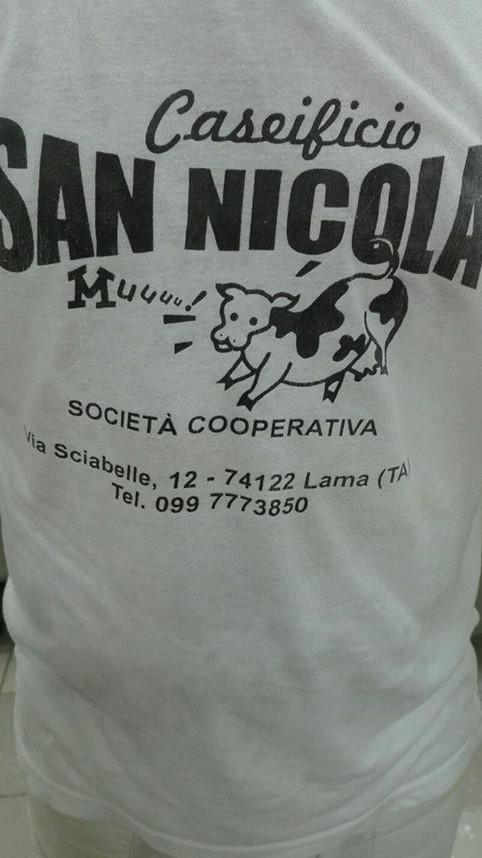 Caseificio
SAN NICOLA
Muuuu!
SOCIETÀ COOPERATIVA
Via Sciabelle, 12 - 74122 Lama (TA)
Tel. 099 7773850